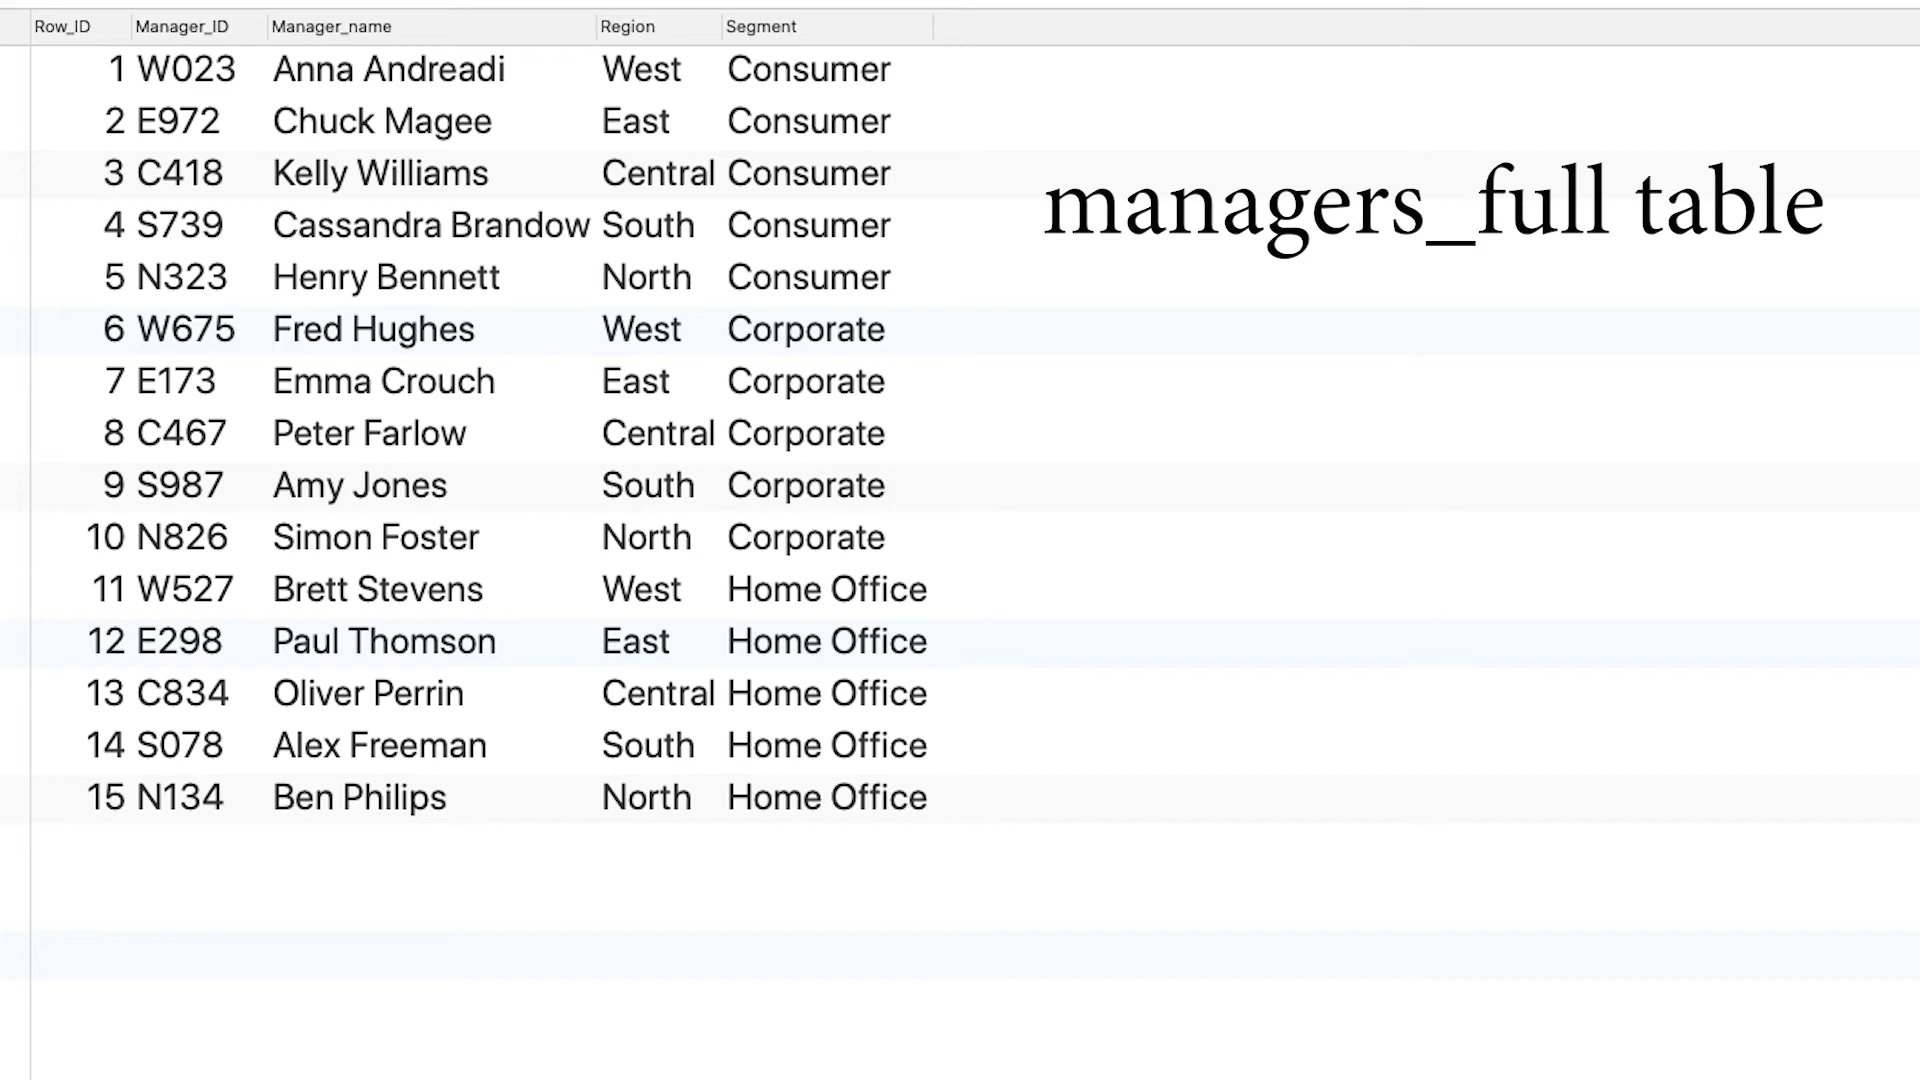 Row_ID Manager_ID Manager_name Region Segment
1 W023 Anna Andreadi West Consumer
2 E972 Chuck Magee East Consumer
3 C418 Kelly Williams Central Consumer
4 S739 Cassandra Brandow South Consumer
5 N323 Henry Bennett North Consumer
6 W675 Fred Hughes West Corporate
7 E173 Emma Crouch East Corporate
8 C467 Peter Farlow Central Corporate
9 S987 Amy Jones South Corporate
10 N826 Simon Foster North Corporate
11 W527 Brett Stevens West Home Office
12 E298 Paul Thomson East Home Office
13 C834 Oliver Perrin Central Home Office
14 S078 Alex Freeman South Home Office
15 N134 Ben Philips North Home Office
managers_full table